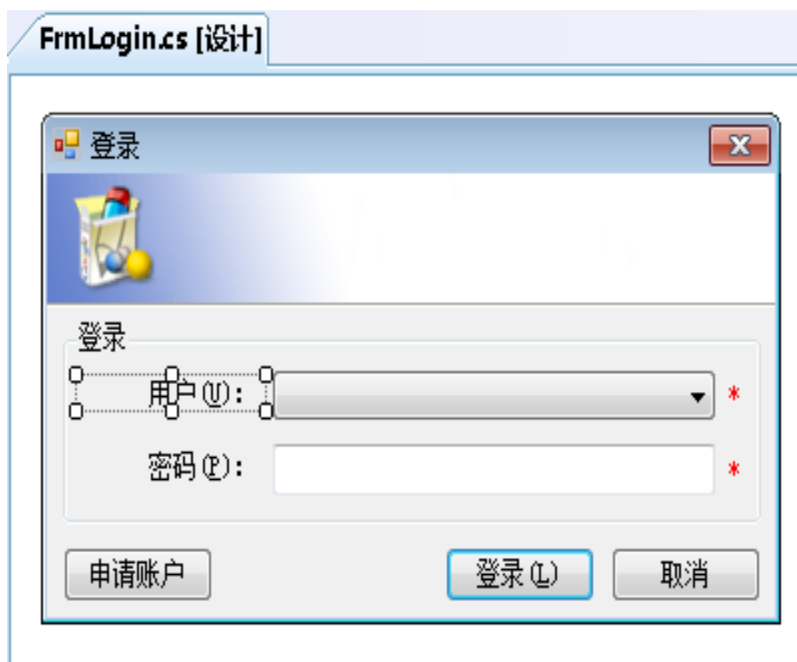 FrmLogin.cs [设计]
登录
登录
用户(U): *
密码(P): *
申请账户 登录(L) 取消